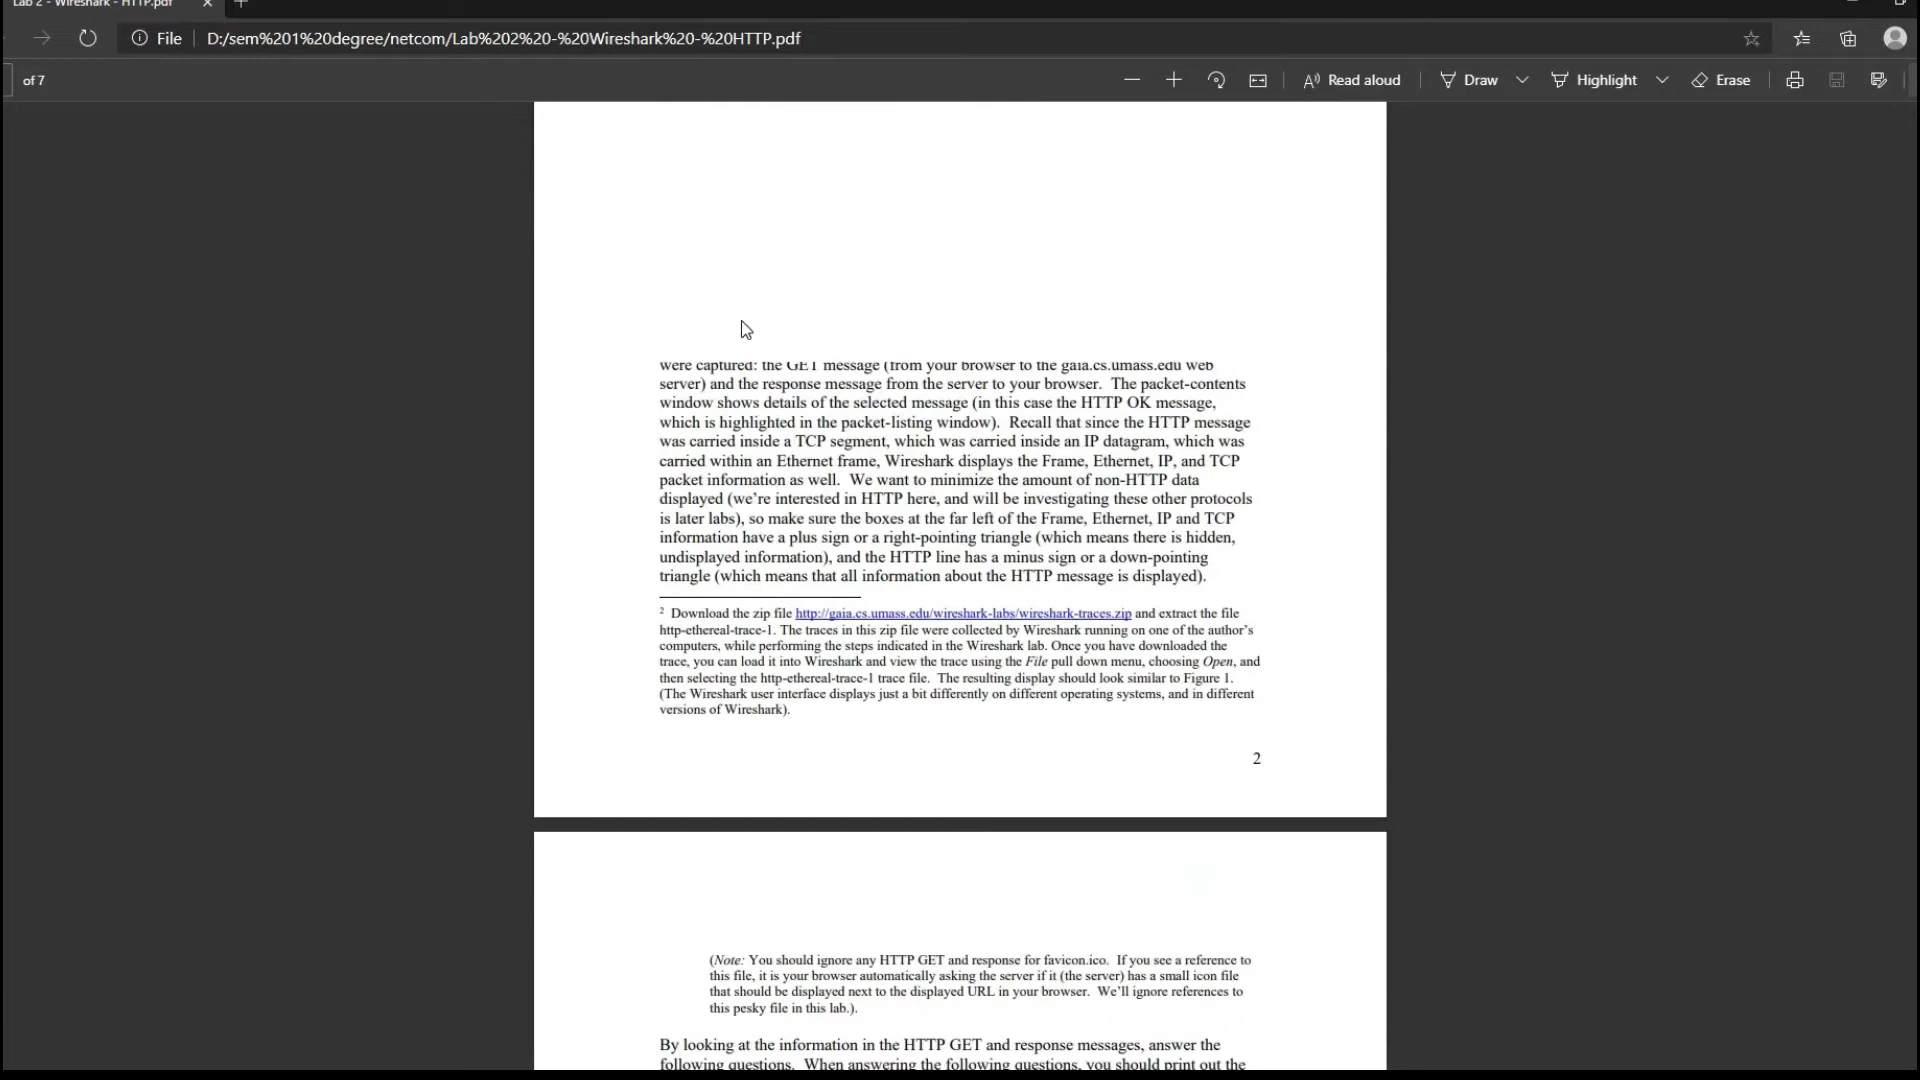 Lab 2 - Wireshark - HTTP.pdf
File
D:/sem%201%20degree/netcom/Lab%202%20-%20Wireshark%20-%20HTTP.pdf
of 7
Read aloud
Draw
Highlight
Erase
were captured: the GET message (from your browser to the gaia.cs.umass.edu web
server) and the response message from the server to your browser.  The packet-contents
window shows details of the selected message (in this case the HTTP OK message,
which is highlighted in the packet-listing window).  Recall that since the HTTP message
was carried inside a TCP segment, which was carried inside an IP datagram, which was
carried within an Ethernet frame, Wireshark displays the Frame, Ethernet, IP, and TCP
packet information as well.  We want to minimize the amount of non-HTTP data
displayed (we’re interested in HTTP here, and will be investigating these other protocols
is later labs), so make sure the boxes at the far left of the Frame, Ethernet, IP and TCP
information have a plus sign or a right-pointing triangle (which means there is hidden,
undisplayed information), and the HTTP line has a minus sign or a down-pointing
triangle (which means that all information about the HTTP message is displayed).
2  Download the zip file http://gaia.cs.umass.edu/wireshark-labs/wireshark-traces.zip and extract the file
http-ethereal-trace-1. The traces in this zip file were collected by Wireshark running on one of the author’s
computers, while performing the steps indicated in the Wireshark lab. Once you have downloaded the
trace, you can load it into Wireshark and view the trace using the File pull down menu, choosing Open, and
then selecting the http-ethereal-trace-1 trace file.  The resulting display should look similar to Figure 1.
(The Wireshark user interface displays just a bit differently on different operating systems, and in different
versions of Wireshark).
2
(Note: You should ignore any HTTP GET and response for favicon.ico.  If you see a reference to
this file, it is your browser automatically asking the server if it (the server) has a small icon file
that should be displayed next to the displayed URL in your browser.  We’ll ignore references to
this pesky file in this lab.).
By looking at the information in the HTTP GET and response messages, answer the
following questions.  When answering the following questions, you should print out the